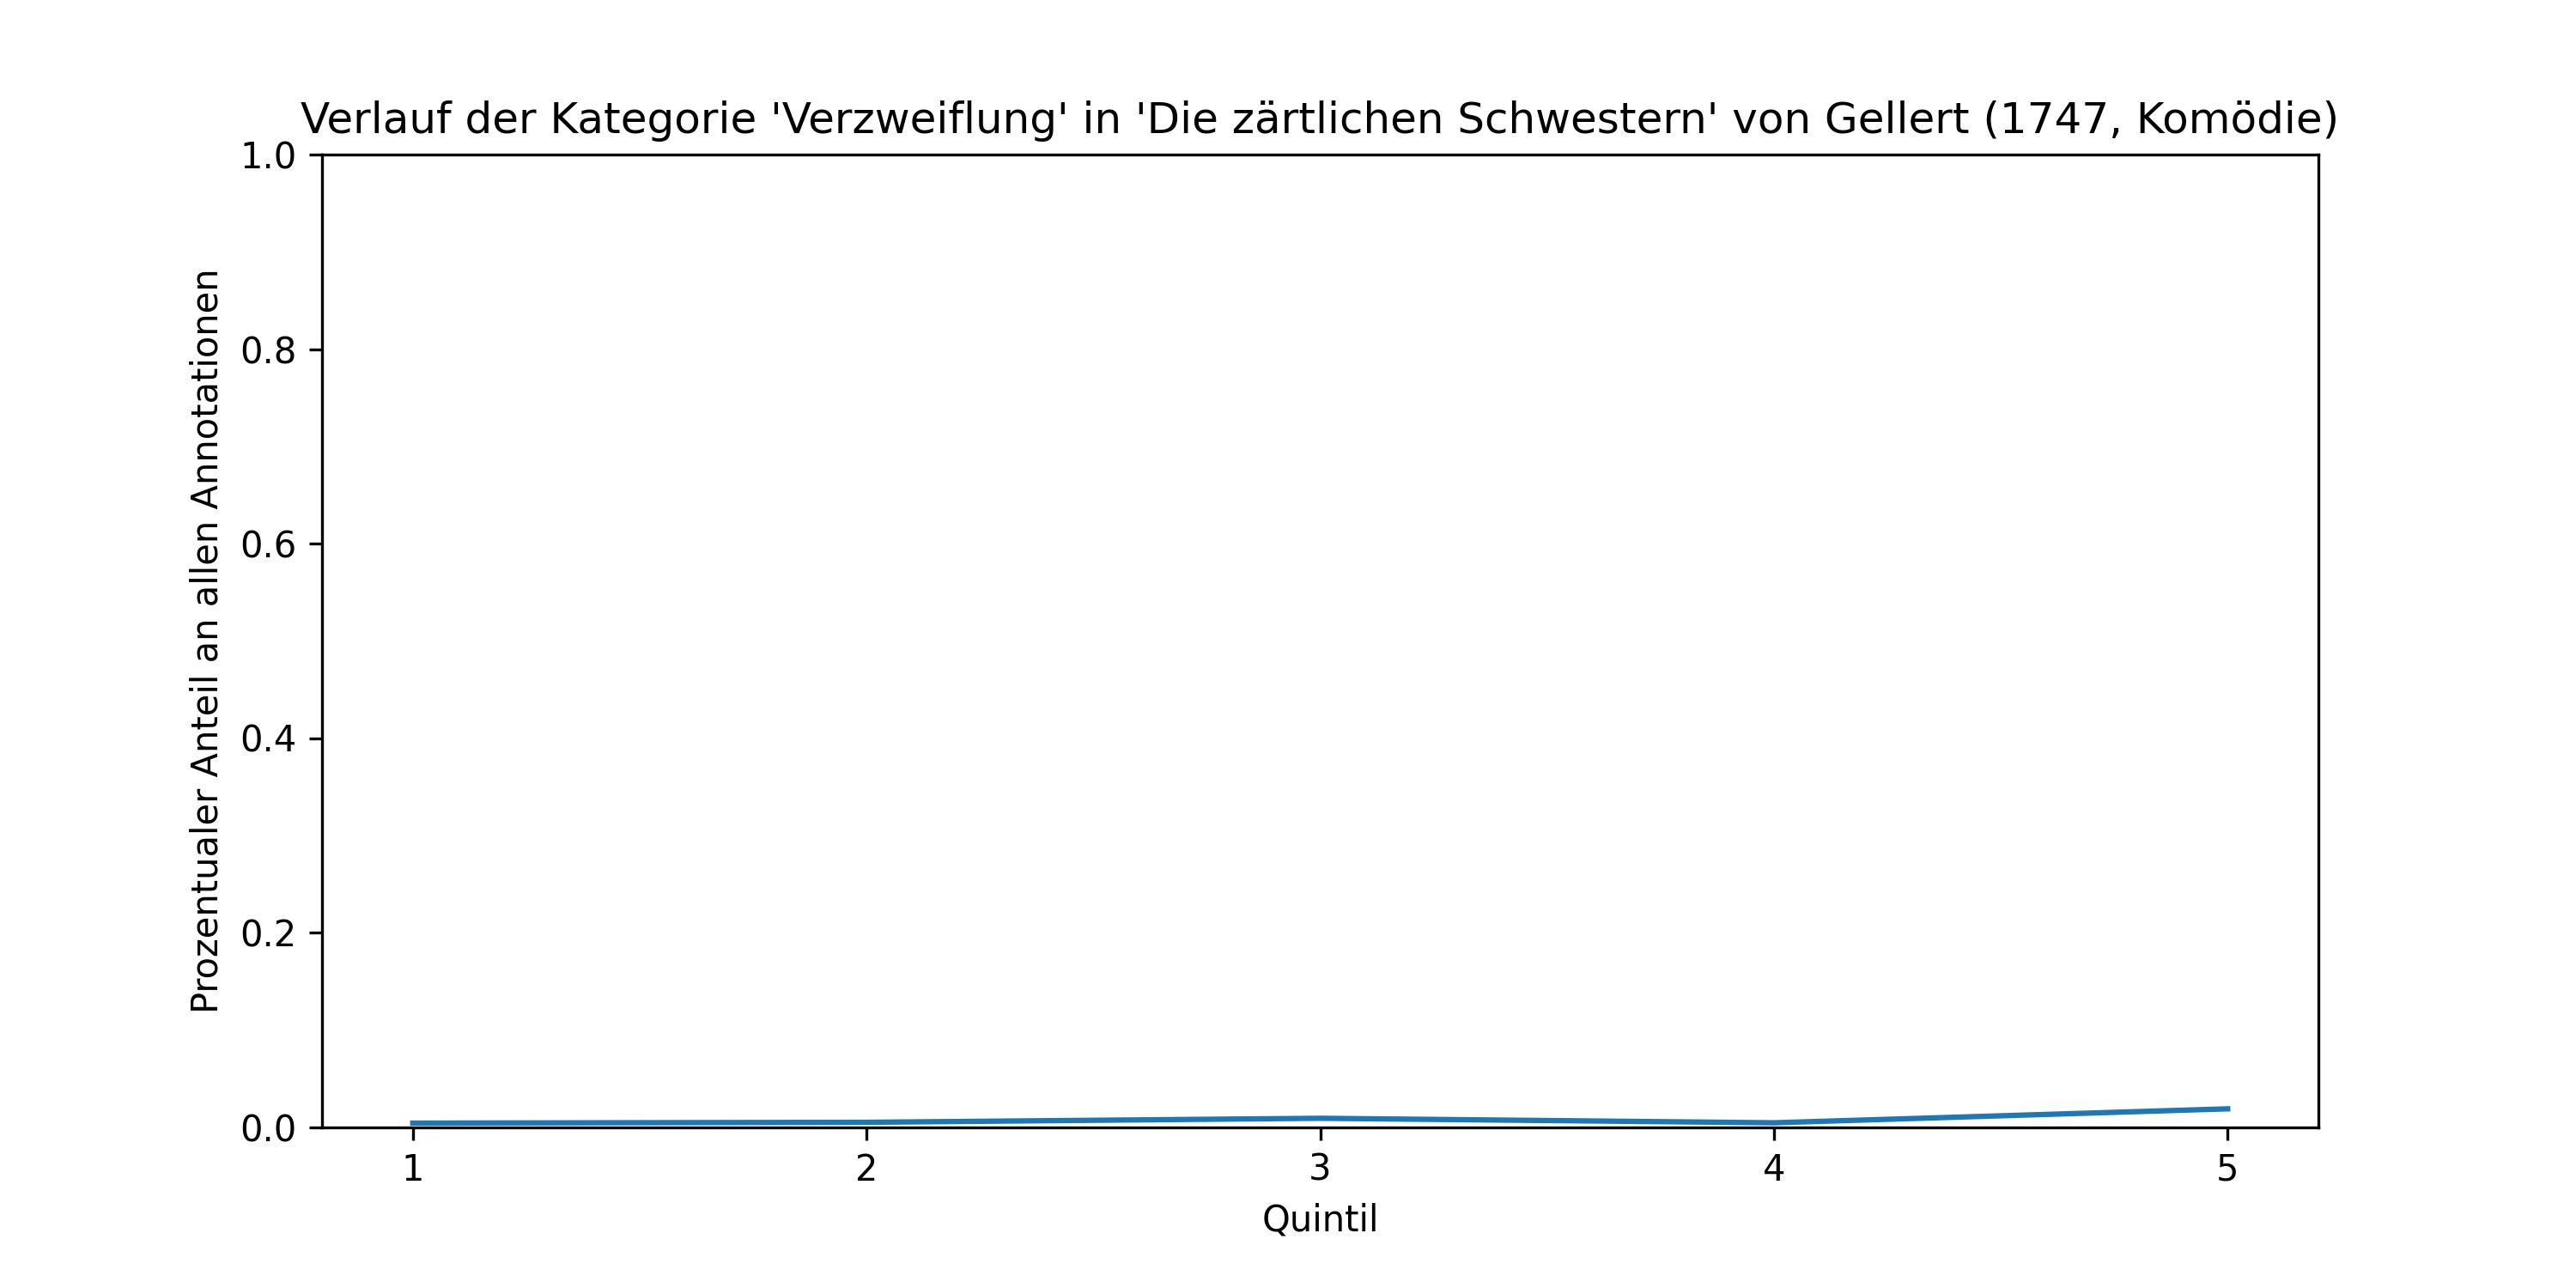 Verlauf der Kategorie 'Verzweiflung' in 'Die zärtlichen Schwestern' von Gellert (1747, Komödie)
Prozentualer Anteil an allen Annotationen
1.0
0.8
0.6
0.4
0.2
0.0
1 2 3 4 5
Quintil